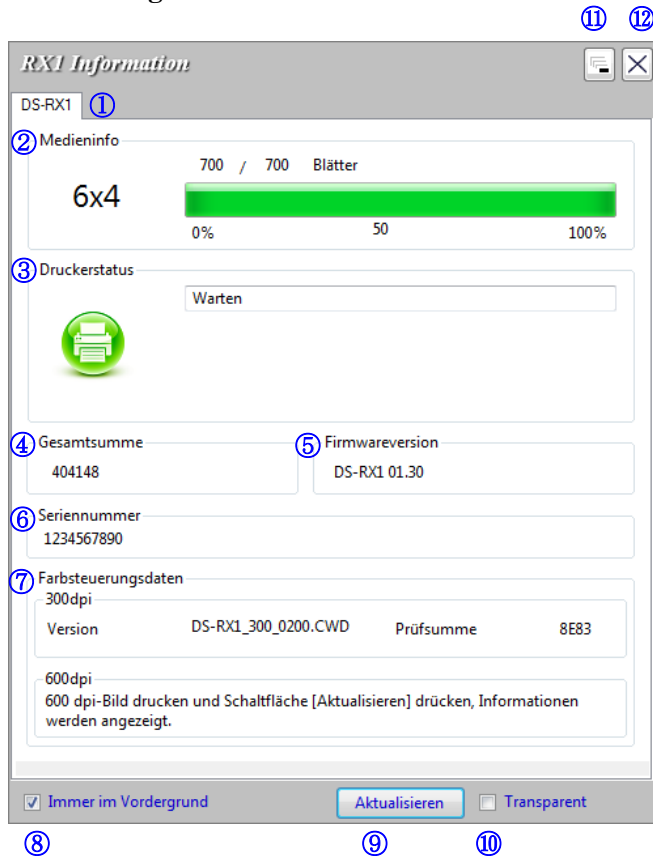 ⑪ ⑫
RX1 Information
DS-RX1 ①
② Medieninfo
700 / 700 Blätter
6x4
0% 50 100%
③ Druckerstatus
Warten
④ Gesamtsumme ⑤ Firmwareversion
404148 DS-RX1 01.30
⑥ Seriennummer
1234567890
⑦ Farbsteuerungsdaten
300dpi
Version DS-RX1_300_0200.CWD Prüfsumme 8E83
600dpi
600 dpi-Bild drucken und Schaltfläche [Aktualisieren] drücken, Informationen
werden angezeigt.
Immer im Vordergrund Aktualisieren Transparent
⑧ ⑨ ⑩